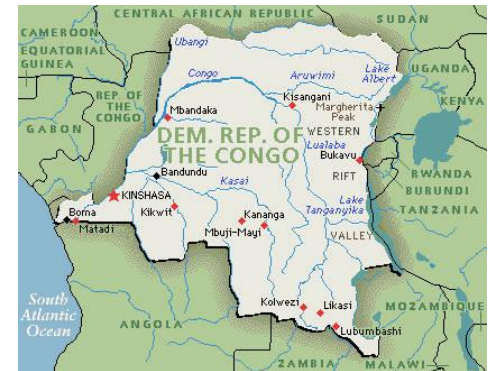 CENTRAL AFRICAN REPUBLIC
SUDAN
CAMEROON
EQUATORIAL
GUINEA
Ubangi
Lake
Albert
UGANDA
Congo
Aruwimi
REP. OF
THE
CONGO
Kisangani
Margherita
Peak
KENYA
Mbandaka
GABON
DEM. REP. OF
THE CONGO
WESTERN
Lualaba
Bukavu
Bandundu
Kasai
RIFT
RWANDA
BURUNDI
KINSHASA
Lake
Tanganyika
TANZANIA
Boma
Kikwit
Kananga
Matadi
Mbuji-Mayi
VALLEY
South
Atlantic
Ocean
Kolwezi
Likasi
MOZAMBIQUE
ANGOLA
Lubumbashi
ZAMBIA
MALAWI